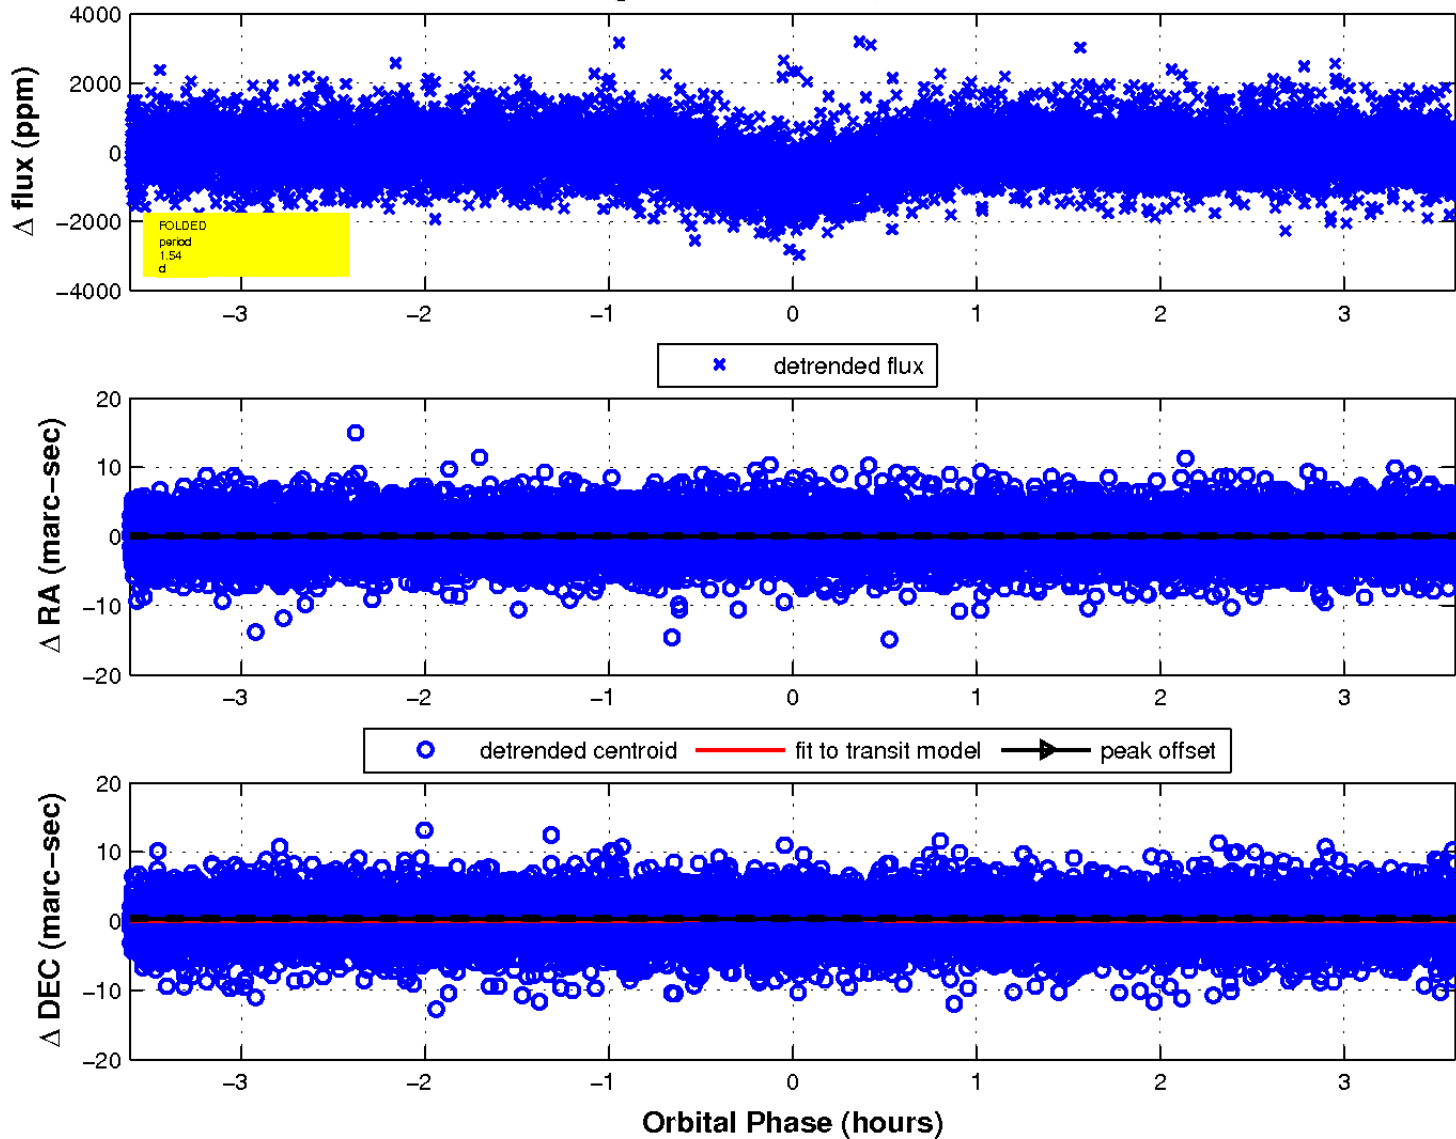 4000
2000
0
−2000
−4000
Δ flux (ppm)
FOLDED
period
1.54
d
−3 −2 −1 0 1 2 3
detrended flux
20
10
0
−10
−20
Δ RA (marc−sec)
−3 −2 −1 0 1 2 3
detrended centroid fit to transit model peak offset
20
10
0
−10
−20
Δ DEC (marc−sec)
−3 −2 −1 0 1 2 3
Orbital Phase (hours)